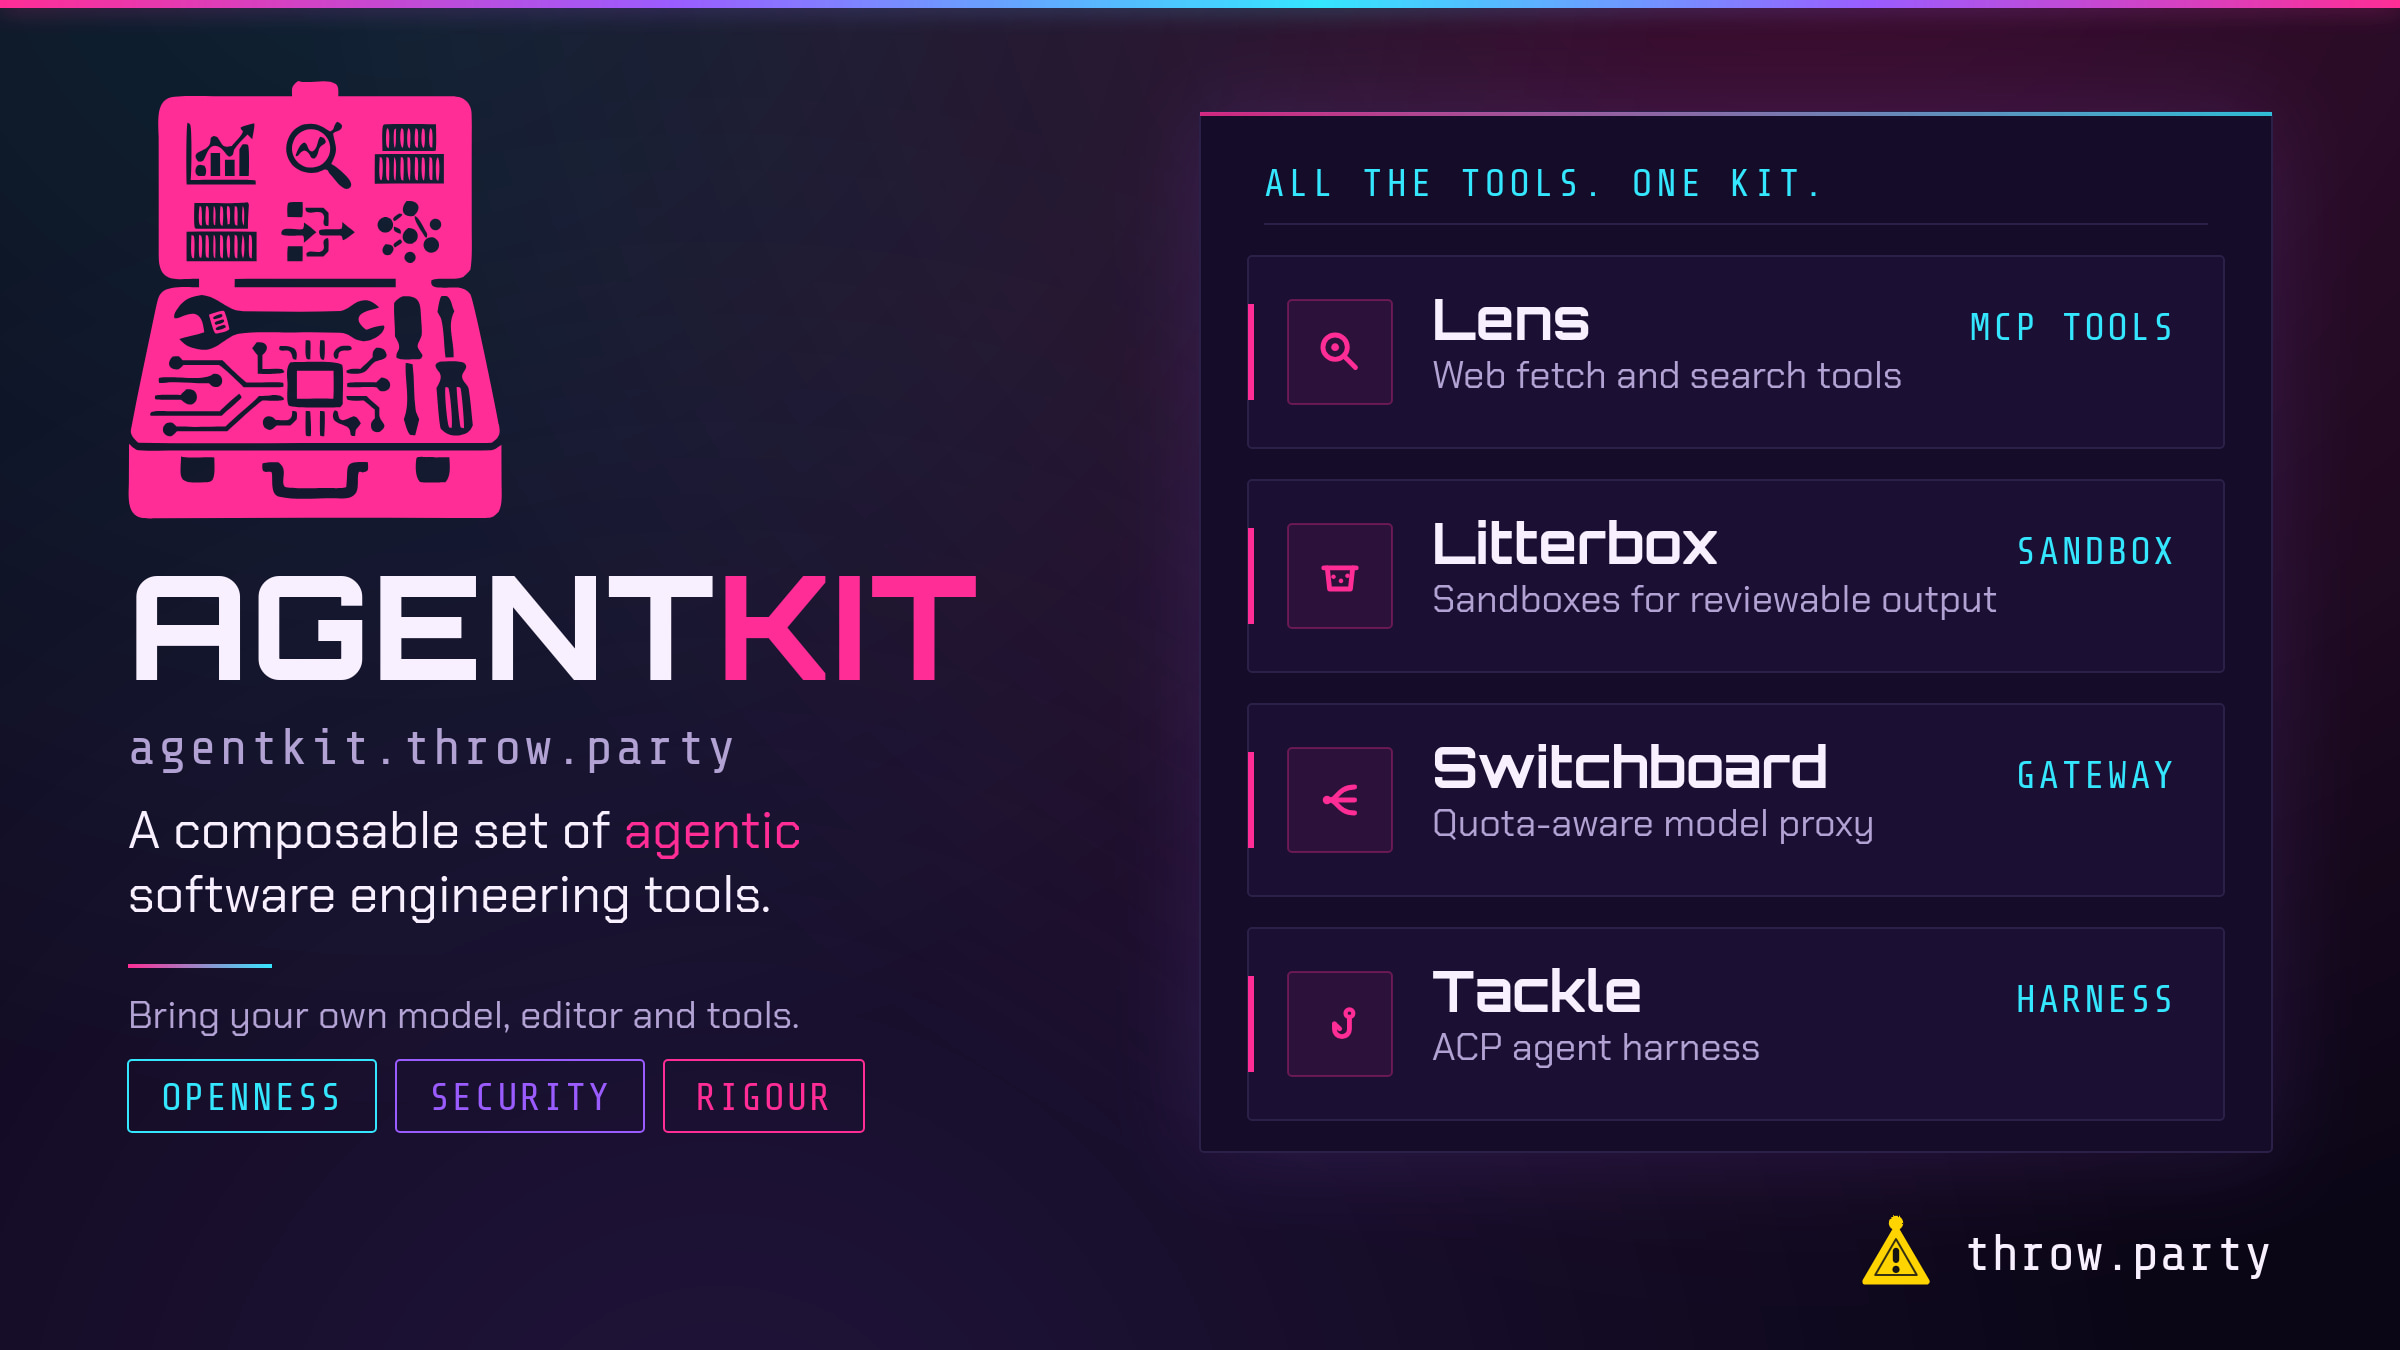 AGENTKIT
agentkit.throw.party
A composable set of agentic
software engineering tools.
Bring your own model, editor and tools.
OPENNESS
SECURITY
RIGOUR
ALL THE TOOLS. ONE KIT.
Lens
MCP TOOLS
Web fetch and search tools
Litterbox
SANDBOX
Sandboxes for reviewable output
Switchboard
GATEWAY
Quota-aware model proxy
Tackle
HARNESS
ACP agent harness
throw.party